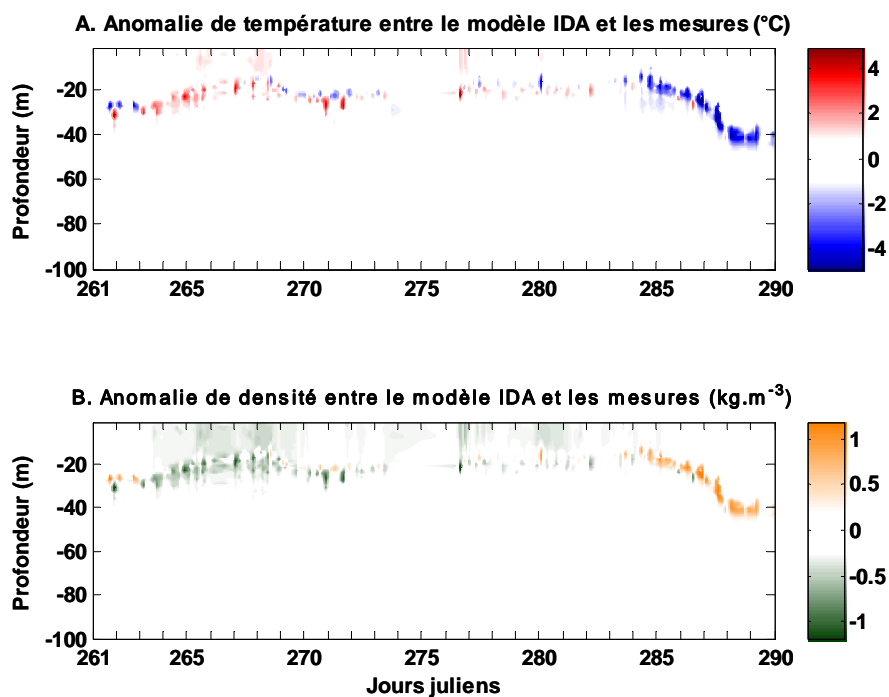 A. Anomalie de température entre le modèle IDA et les mesures (°C)
Profondeur (m)
-20
-40
-60
-80
-100
261 265 270 275 280 285 290
4
2
0
-2
-4
B. Anomalie de densité entre le modèle IDA et les mesures (kg.m-3)
Profondeur (m)
-20
-40
-60
-80
-100
261 265 270 275 280 285 290
Jours juliens
1
0.5
0
-0.5
-1